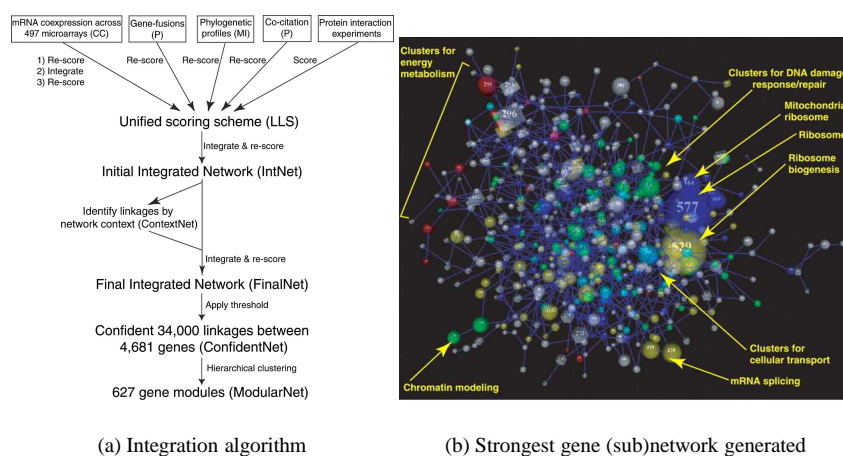 mRNA coexpression across
497 microarrays (CC)
Gene-fusions
(P)
Phylogenetic
profiles (MI)
Co-citation
(P)
Protein interaction
experiments
1) Re-score
2) Integrate
3) Re-score
Re-score
Re-score
Re-score
Score
Unified scoring scheme (LLS)
Integrate & re-score
Initial Integrated Network (IntNet)
Identify linkages by
network context (ContextNet)
Integrate & re-score
Final Integrated Network (FinalNet)
Apply threshold
Confident 34,000 linkages between
4,681 genes (ConfidentNet)
Hierarchical clustering
627 gene modules (ModularNet)
(a) Integration algorithm
Clusters for
energy
metabolism
Clusters for DNA damage
response/repair
Mitochondria
ribosome
Ribosome
Ribosome
biogenesis
296
577
Clusters for
cellular transport
Chromatin modeling
mRNA splicing
(b) Strongest gene (sub)network generated